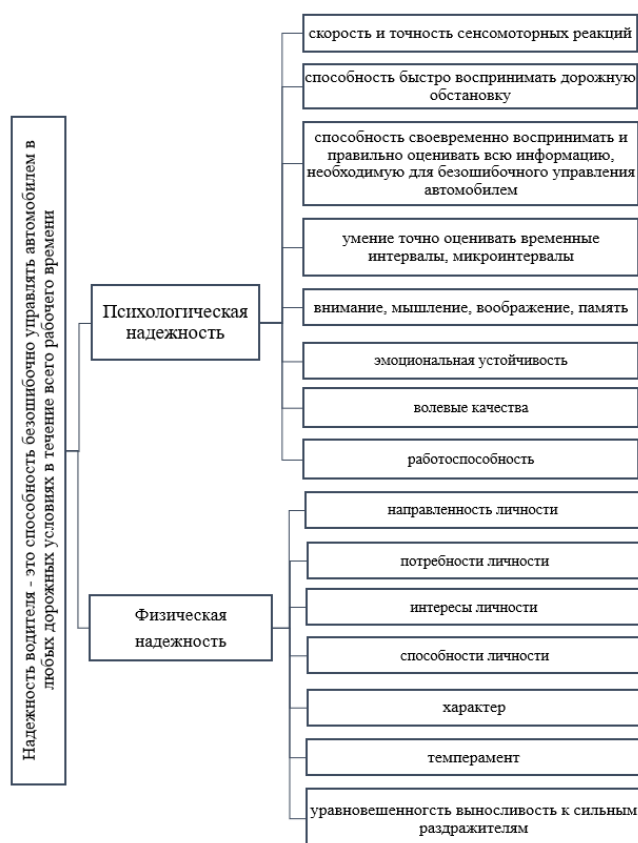 Надежность водителя - это способность безошибочно управлять автомобилем в
любых дорожных условиях в течение всего рабочего времени
Психологическая
надежность
скорость и точность сенсомоторных реакций
способность быстро воспринимать дорожную
обстановку
способность своевременно воспринимать и
правильно оценивать всю информацию,
необходимую для безошибочного управления
автомобилем
умение точно оценивать временные
интервалы, микроинтервалы
внимание, мышление, воображение, память
эмоциональная устойчивость
волевые качества
работоспособность
Физическая
надежность
направленность личности
потребности личности
интересы личности
способности личности
характер
темперамент
уравновешенногсть выносливость к сильным
раздражителям